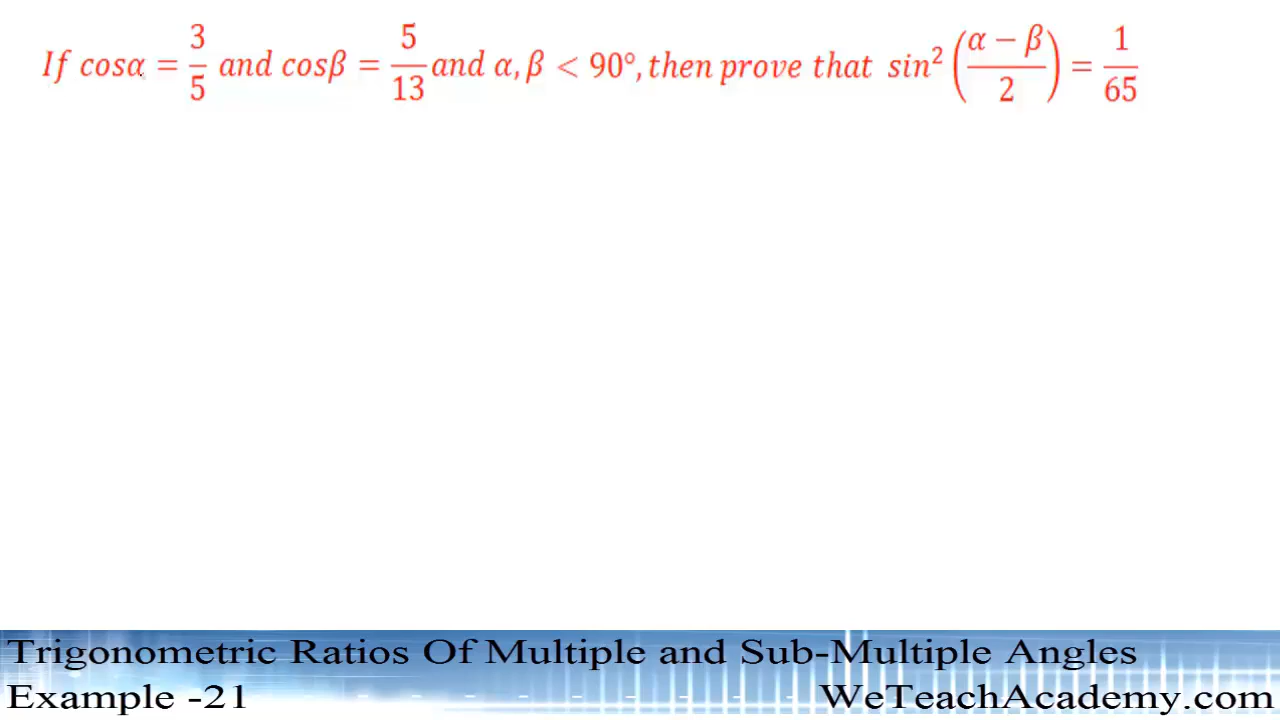 If cosα = 3/5 and cosβ = 5/13 and α, β < 90°, then prove that sin² ((α − β)/2) = 1/65
Trigonometric Ratios Of Multiple and Sub-Multiple Angles
Example -21 WeTeachAcademy.com